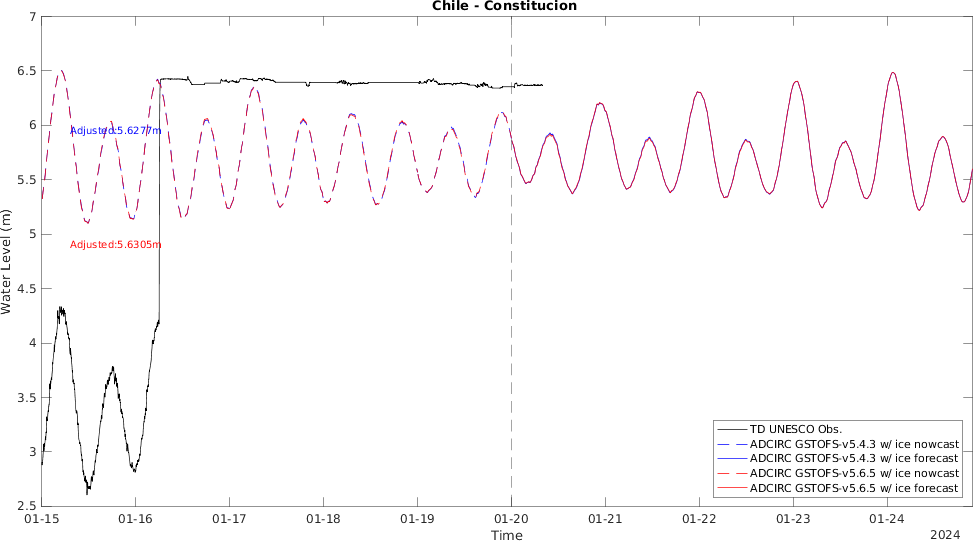 Chile - Constitucion
7
6.5
6
5.5
5
4.5
4
3.5
3
2.5
Water Level (m)
Adjusted:5.6277m
Adjusted:5.6305m
TD UNESCO Obs.
ADCIRC GSTOFS-v5.4.3 w/ ice nowcast
ADCIRC GSTOFS-v5.4.3 w/ ice forecast
ADCIRC GSTOFS-v5.6.5 w/ ice nowcast
ADCIRC GSTOFS-v5.6.5 w/ ice forecast
01-15 01-16 01-17 01-18 01-19 01-20 01-21 01-22 01-23 01-24
Time
2024